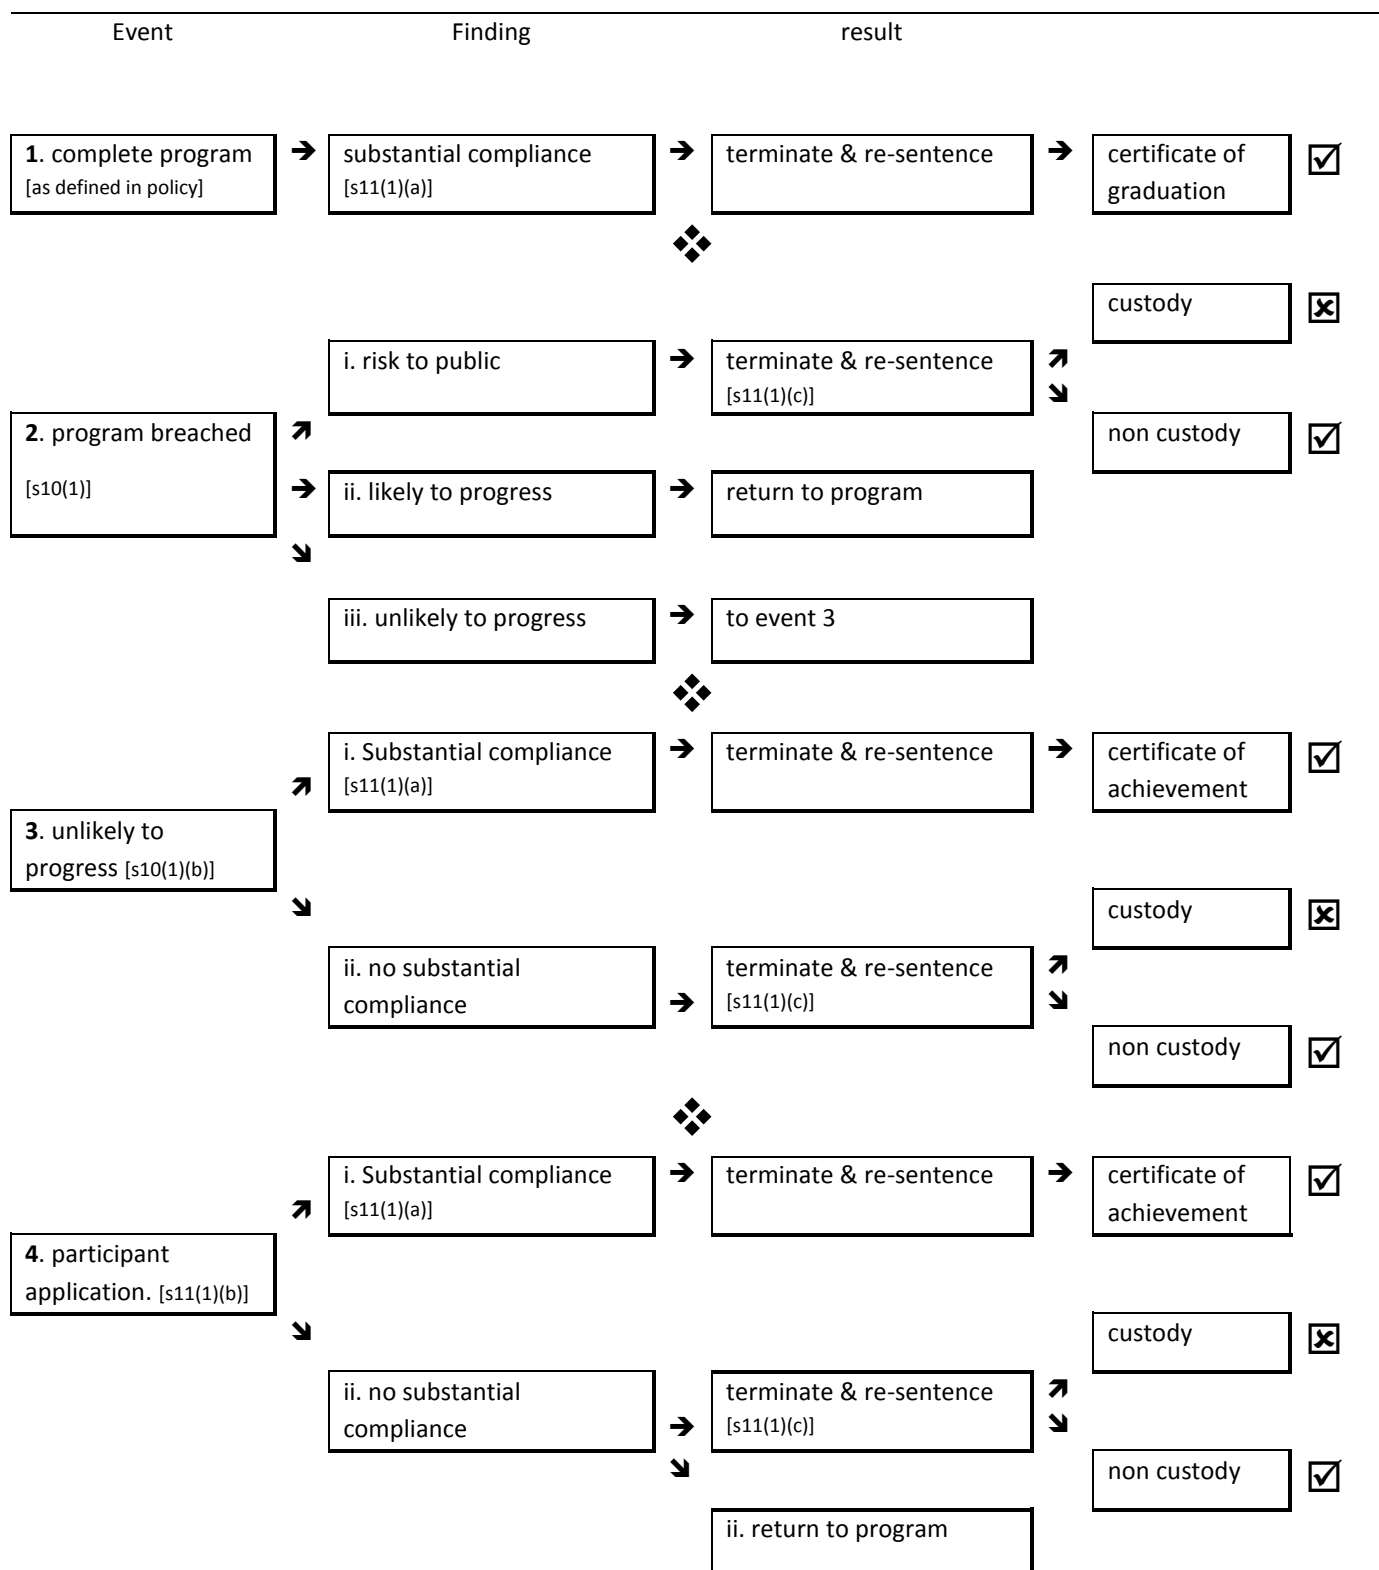 Event Finding result
1. complete program
[as defined in policy]
➔
substantial compliance
[s11(1)(a)]
➔
terminate & re-sentence
➔
certificate of
graduation
☑
❖
custody
☒
i. risk to public
➔
terminate & re-sentence
[s11(1)(c)]
non custody
☑
2. program breached
[s10(1)]
➔
ii. likely to progress
➔
return to program
iii. unlikely to progress
➔
to event 3
❖
i. Substantial compliance
[s11(1)(a)]
➔
terminate & re-sentence
➔
certificate of
achievement
☑
3. unlikely to
progress [s10(1)(b)]
custody
☒
ii. no substantial
compliance
➔
terminate & re-sentence
[s11(1)(c)]
non custody
☑
❖
i. Substantial compliance
[s11(1)(a)]
➔
terminate & re-sentence
➔
certificate of
achievement
☑
4. participant
application. [s11(1)(b)]
custody
☒
ii. no substantial
compliance
➔
terminate & re-sentence
[s11(1)(c)]
non custody
☑
ii. return to program